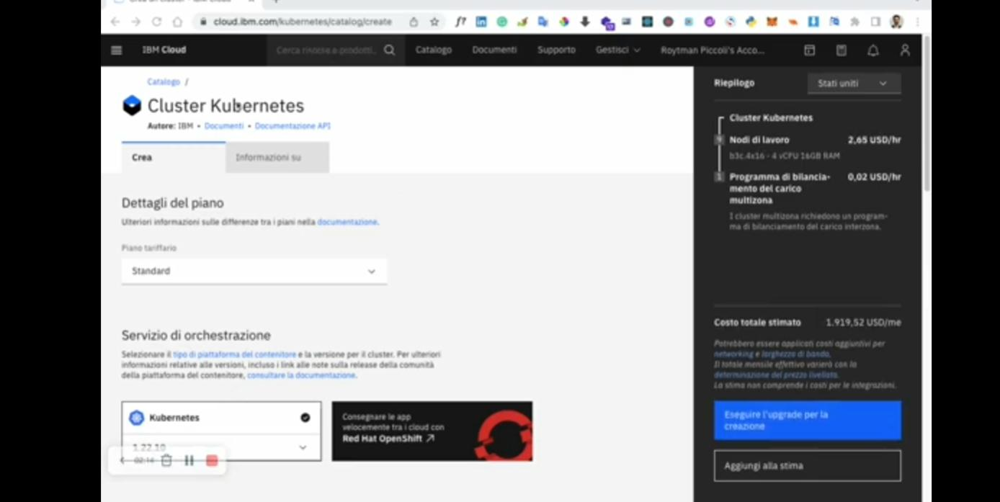 cloud.ibm.com/kubernetes/catalog/create
f?
IBM Cloud
Cerca risorse e prodotti...
Catalogo
Documenti
Supporto
Gestisci
Roytman Piccoli's Acco...
Catalogo /
Cluster Kubernetes
Autore: IBM • Documenti • Documentazione API
Crea
Informazioni su
Dettagli del piano
Ulteriori informazioni sulle differenze tra i piani nella documentazione.
Piano tariffario
Standard
Servizio di orchestrazione
Selezionare il tipo di piattaforma del contenitore e la versione per il cluster. Per ulteriori
informazioni relative alle versioni, incluso i link alle note sulla release della comunità
della piattaforma del contenitore, consultare la documentazione.
Kubernetes
1.22.10
02:14
Consegnare le app
velocemente tra i cloud con
Red Hat OpenShift
Riepilogo
Stati uniti
Cluster Kubernetes
9 Nodi di lavoro 2,65 USD/hr
b3c.4x16 - 4 vCPU 16GB RAM
1 Programma di bilancia- 0,02 USD/hr
mento del carico
multizona
I cluster multizona richiedono un program-
ma di bilanciamento del carico interzona.
Costo totale stimato 1.919,52 USD/me
Potrebbero essere applicati costi aggiuntivi per
networking e larghezza di banda.
Il totale mensile effettivo varierà con la
determinazione del prezzo livellata.
La stima non comprende i costi per le integrazioni.
Eseguire l'upgrade per la
creazione
Aggiungi alla stima